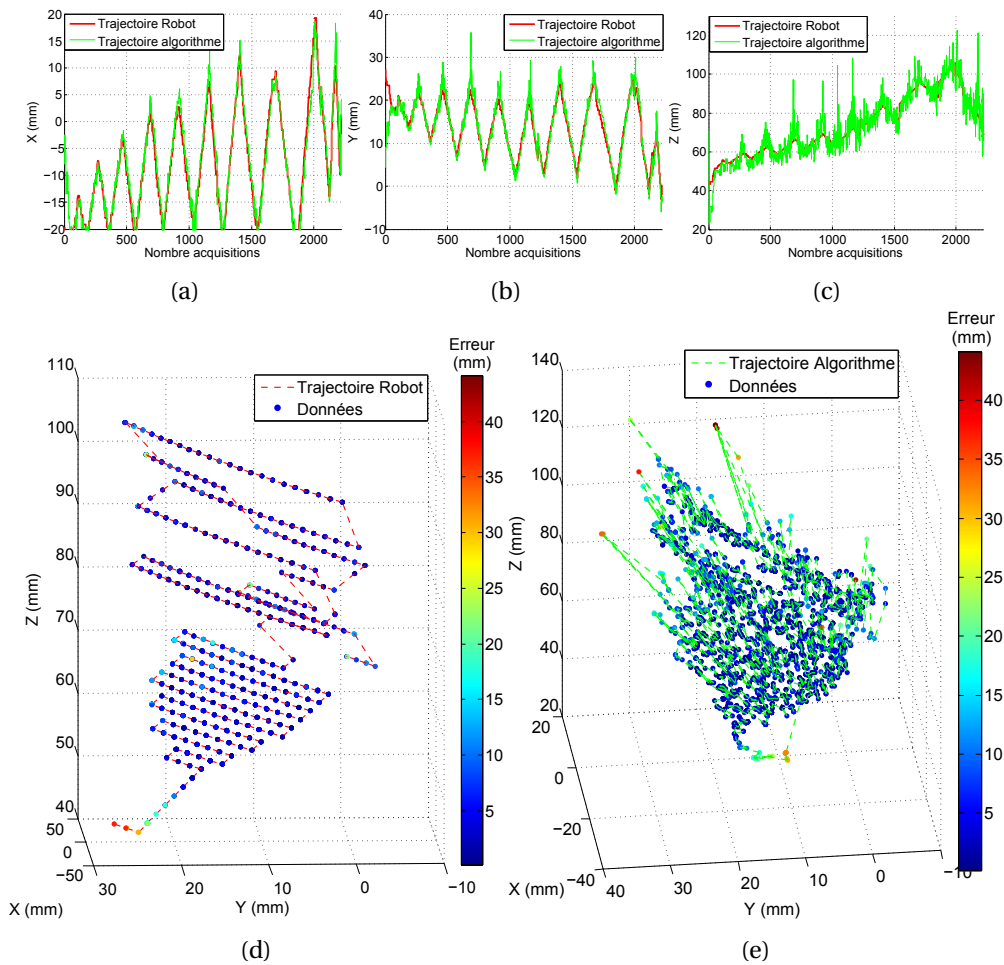 Trajectoire Robot
Trajectoire algorithme
20
15
10
5
0
−5
−10
−15
−20
X (mm)
0 500 1000 1500 2000
Nombre acquisitions
(a)
Trajectoire Robot
Trajectoire algorithme
40
30
20
10
0
−10
Y (mm)
0 500 1000 1500 2000
Nombre acquisitions
(b)
Trajectoire Robot
Trajectoire algorithme
120
100
80
60
40
20
Z (mm)
0 500 1000 1500 2000
Nombre acquisitions
(c)
Trajectoire Robot
Données
110
100
90
80
70
60
50
40
Z (mm)
50
0
−50
X (mm)
30 20 10 0 −10
Y (mm)
Erreur
(mm)
40
35
30
25
20
15
10
5
(d)
Trajectoire Algorithme
Données
140
120
100
80
60
40
20
Z (mm)
20
0
−20
−40
X (mm)
40 30 20 10 0 −10
Y (mm)
Erreur
(mm)
40
35
30
25
20
15
10
5
(e)